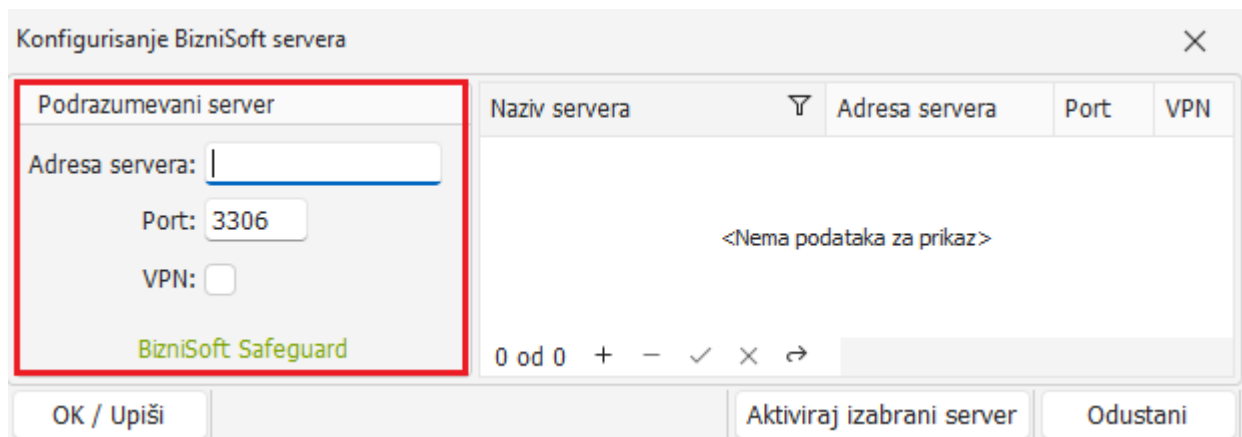 Konfigurisanje BizniSoft servera
Podrazumevani server
Adresa servera:
Port: 3306
VPN:
BizniSoft Safeguard
Naziv servera Adresa servera Port VPN
<Nema podataka za prikaz>
0 od 0
OK / Upiši
Aktiviraj izabrani server
Odustani